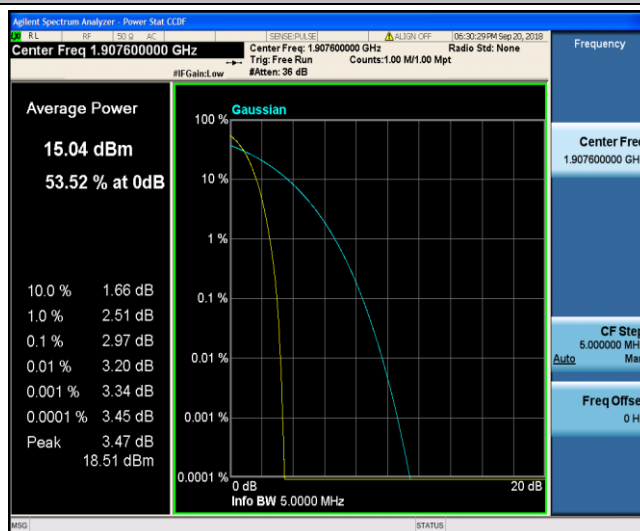 Agilent Spectrum Analyzer - Power Stat CCDF
RL RF 50 Ω AC SENSE:PULSE ALIGN OFF 06:30:29 PM Sep 20, 2018
Center Freq 1.907600000 GHz
Center Freq: 1.907600000 GHz Radio Std: None
Trig: Free Run Counts:1.00 M/1.00 Mpt
#IFGain:Low #Atten: 36 dB
Frequency
Average Power
15.04 dBm
53.52 % at 0dB
10.0 % 1.66 dB
1.0 % 2.51 dB
0.1 % 2.97 dB
0.01 % 3.20 dB
0.001 % 3.34 dB
0.0001 % 3.45 dB
Peak 3.47 dB
18.51 dBm
Gaussian
100 %
10 %
1 %
0.1 %
0.01 %
0.001 %
0.0001 %
0 dB 20 dB
Info BW 5.0000 MHz
Center Fre
1.907600000 GH
CF Step
5.000000 MH
Auto Ma
Freq Offse
0 H
MSG STATUS